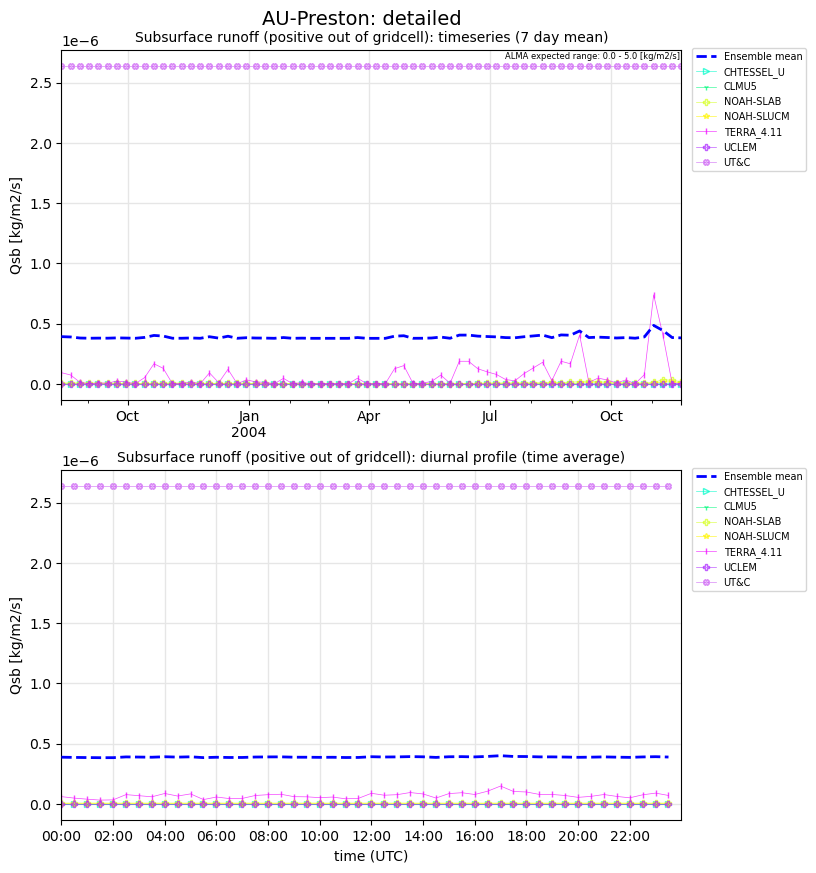 AU-Preston: detailed
Subsurface runoff (positive out of gridcell): timeseries (7 day mean)
1e−6
ALMA expected range: 0.0 - 5.0 [kg/m2/s]
2.5
2.0
1.5
1.0
0.5
0.0
Qsb [kg/m2/s]
Oct
Jan
2004
Apr
Jul
Oct
Ensemble mean
CHTESSEL_U
CLMU5
NOAH-SLAB
NOAH-SLUCM
TERRA_4.11
UCLEM
UT&C
Subsurface runoff (positive out of gridcell): diurnal profile (time average)
1e−6
2.5
2.0
1.5
1.0
0.5
0.0
Qsb [kg/m2/s]
00:00
02:00
04:00
06:00
08:00
10:00
12:00
14:00
16:00
18:00
20:00
22:00
time (UTC)
Ensemble mean
CHTESSEL_U
CLMU5
NOAH-SLAB
NOAH-SLUCM
TERRA_4.11
UCLEM
UT&C